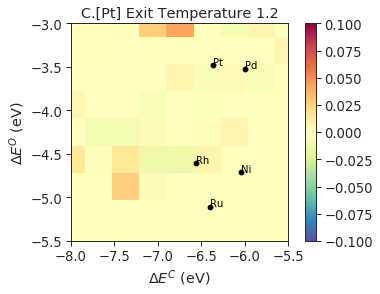 C.[Pt] Exit Temperature 1.2
−3.0
−3.5
−4.0
−4.5
−5.0
−5.5
ΔE^O (eV)
Pt
Pd
Rh
Ni
Ru
−8.0 −7.5 −7.0 −6.5 −6.0 −5.5
ΔE^C (eV)
0.100
0.075
0.050
0.025
0.000
−0.025
−0.050
−0.075
−0.100